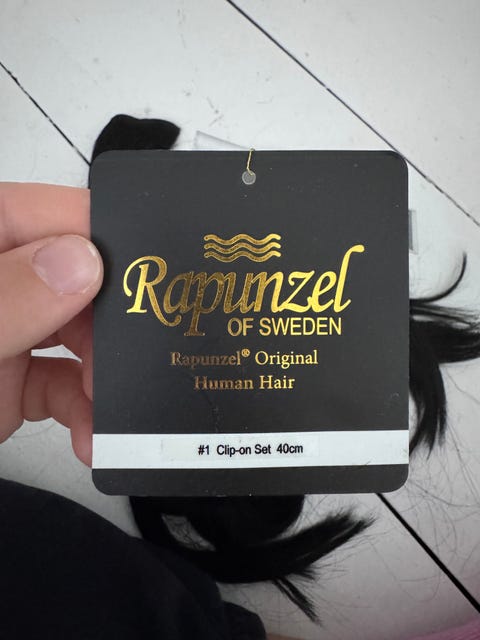 Rapunzel
OF SWEDEN
Rapunzel® Original
Human Hair
#1 Clip-on Set 40cm